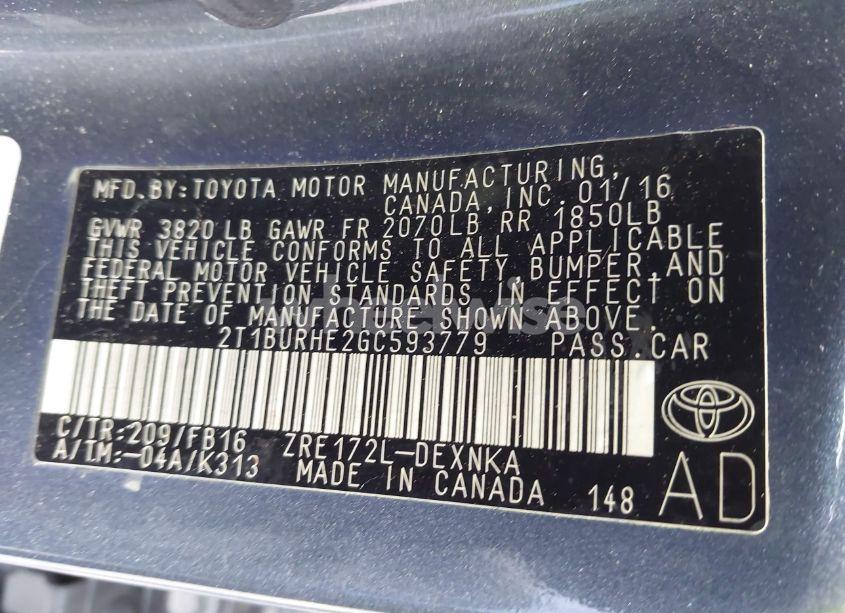 MFD.BY:TOYOTA MOTOR MANUFACTURING,
CANADA, INC. 01/16
GVWR 3820 LB GAWR FR 2070LB RR 1850LB
THIS VEHICLE CONFORMS TO ALL APPLICABLE
FEDERAL MOTOR VEHICLE SAFETY, BUMPER, AND
THEFT PREVENTION STANDARDS IN EFFECT ON
THE DATE OF MANUFACTURE SHOWN ABOVE.
2T1BURHE2GC593779 PASS.CAR
C/TR:209/FB16 ZRE172L-DEXNKA
A/TM:-04A/K313 MADE IN CANADA 148 AD